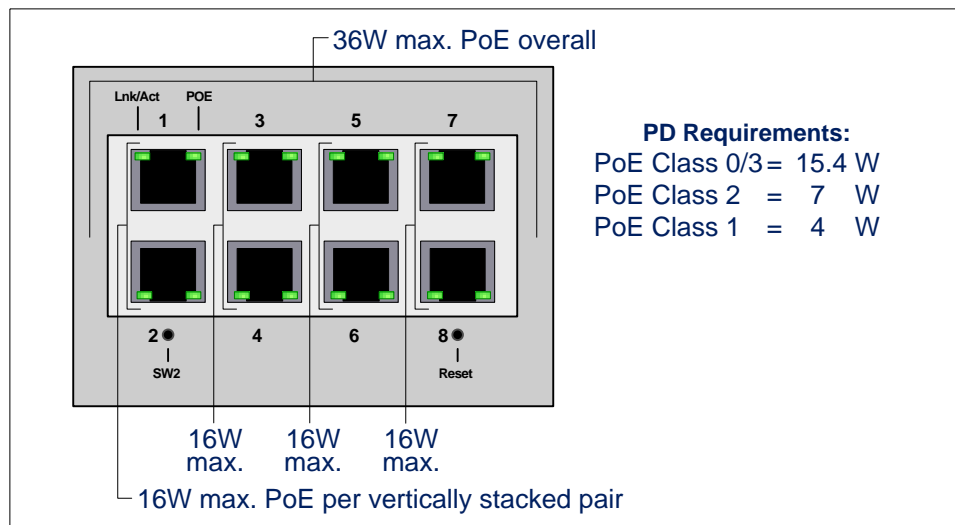 36W max. PoE overall
Lnk/Act POE
1 3 5 7
PD Requirements:
PoE Class 0/3 = 15.4 W
PoE Class 2 = 7 W
PoE Class 1 = 4 W
2 4 6 8
SW2 Reset
16W max. 16W max. 16W max.
16W max. PoE per vertically stacked pair